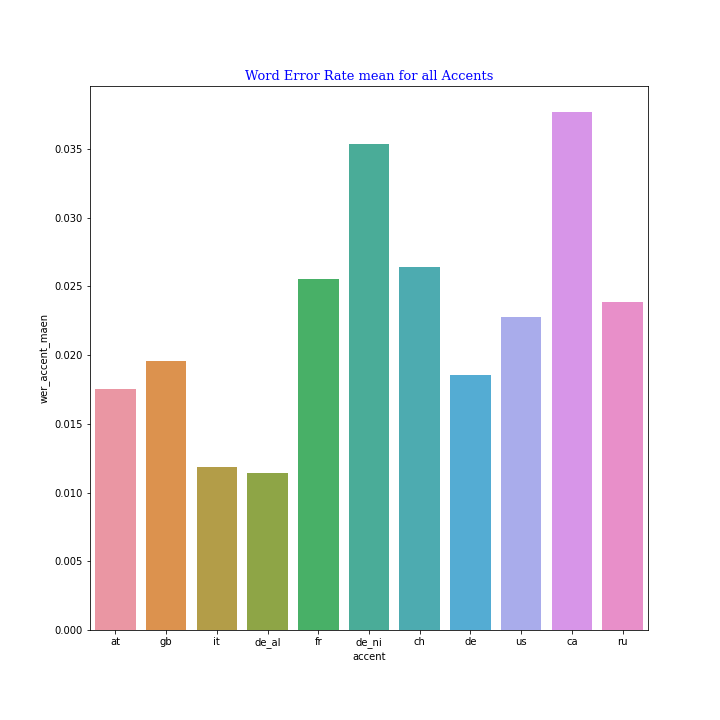 Word Error Rate mean for all Accents
0.035
0.030
0.025
0.020
0.015
0.010
0.005
0.000
wer_accent_maen
at gb it de_al fr de_ni ch de us ca ru
accent